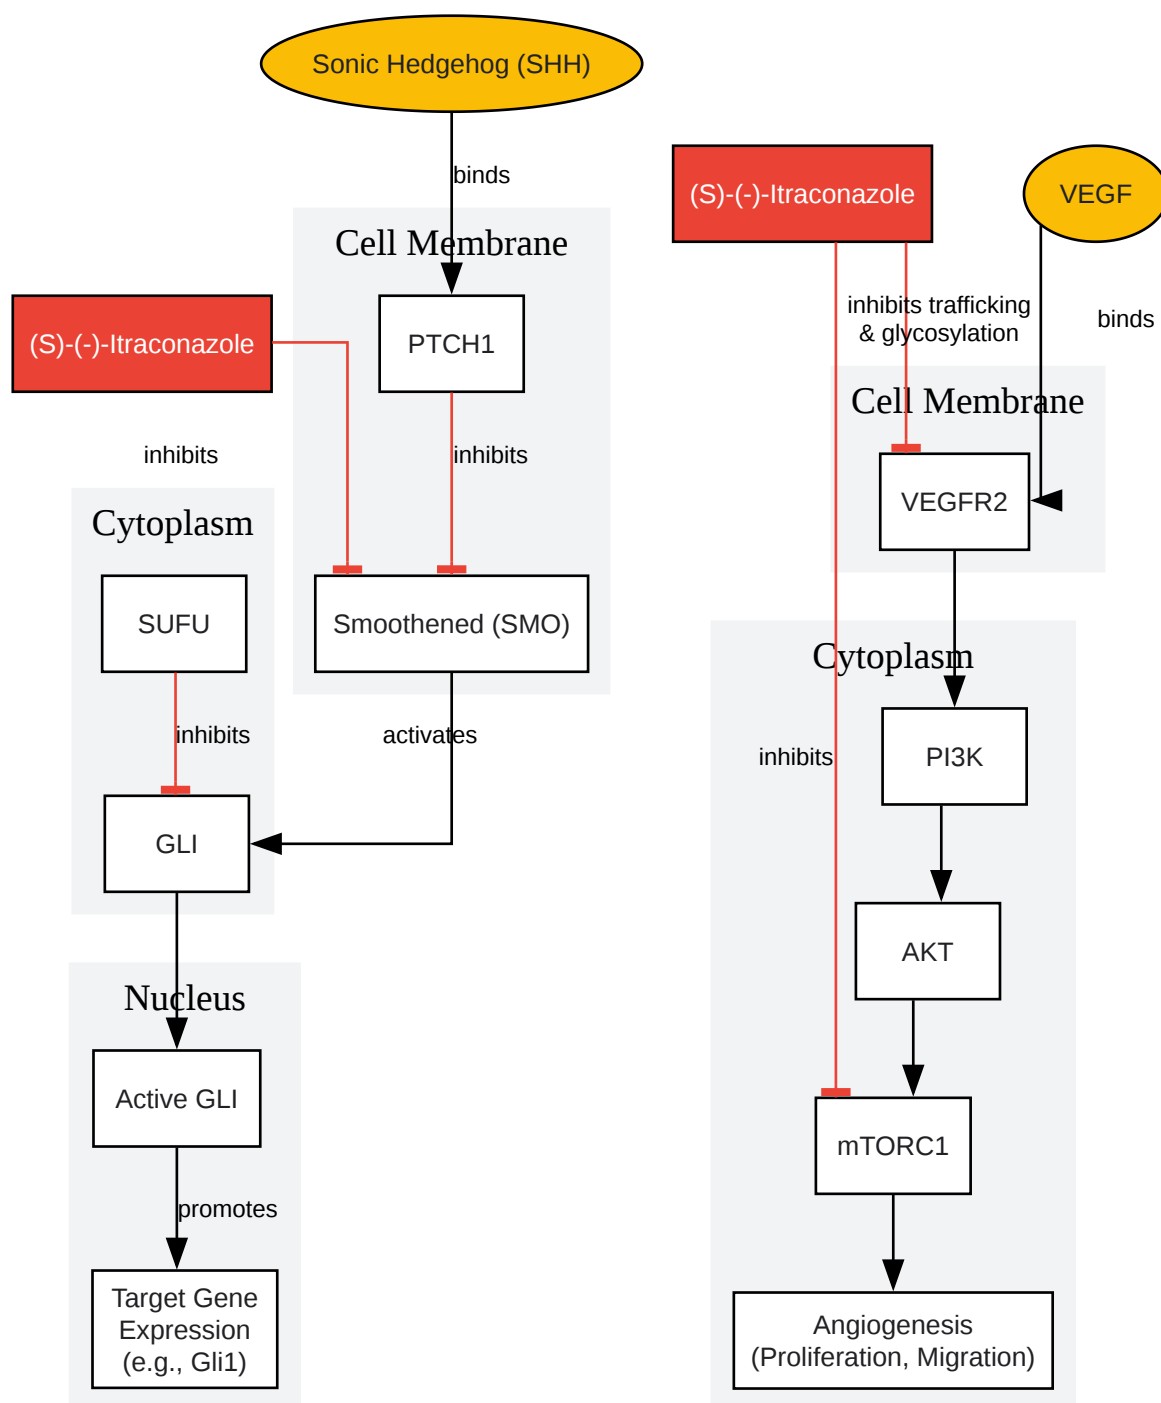 Sonic Hedgehog (SHH)
binds
Cell Membrane
(S)-(-)-Itraconazole
PTCH1
inhibits
inhibits
Cytoplasm
SUFU
Smoothened (SMO)
inhibits
activates
GLI
Nucleus
Active GLI
promotes
Target Gene
Expression
(e.g., Gli1)
(S)-(-)-Itraconazole
VEGF
inhibits trafficking
& glycosylation
binds
Cell Membrane
VEGFR2
Cytoplasm
inhibits
PI3K
AKT
mTORC1
Angiogenesis
(Proliferation, Migration)